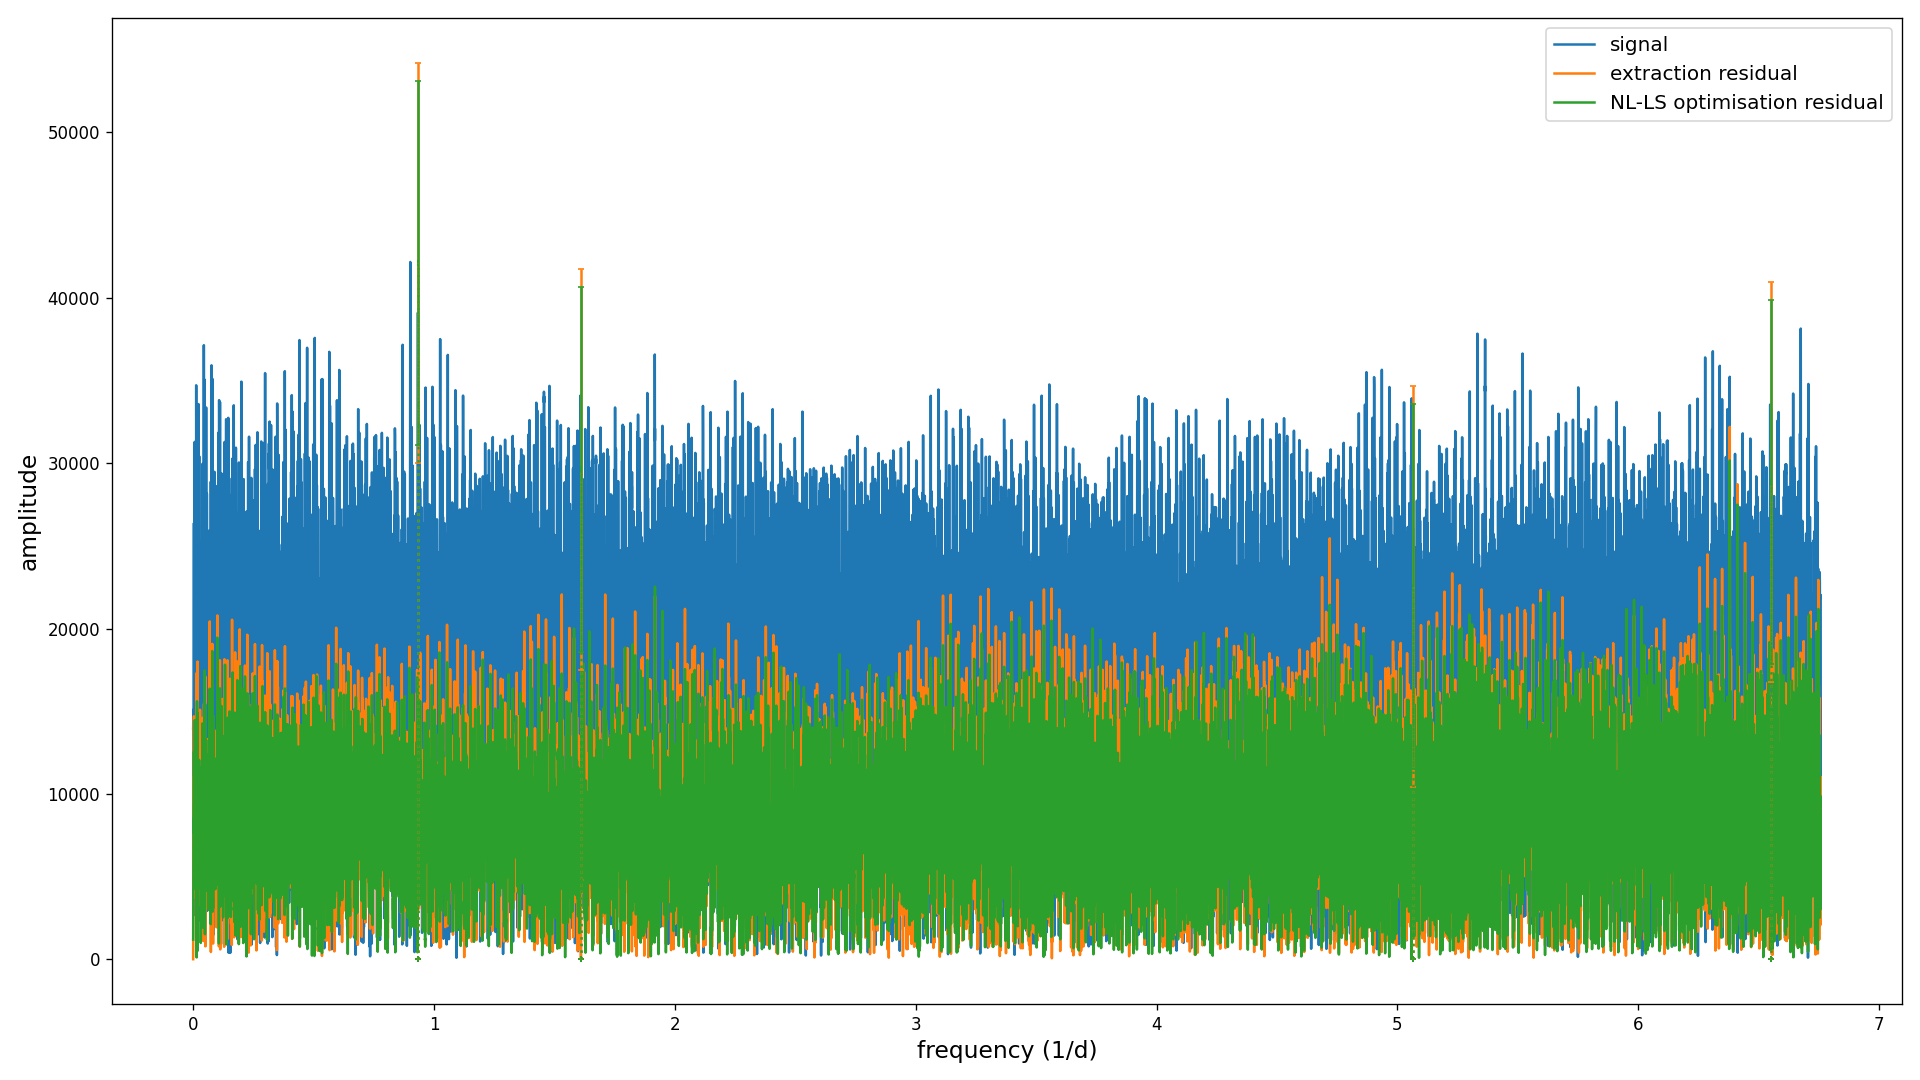 signal
extraction residual
NL-LS optimisation residual
50000
40000
30000
20000
10000
0
amplitude
0 1 2 3 4 5 6 7
frequency (1/d)